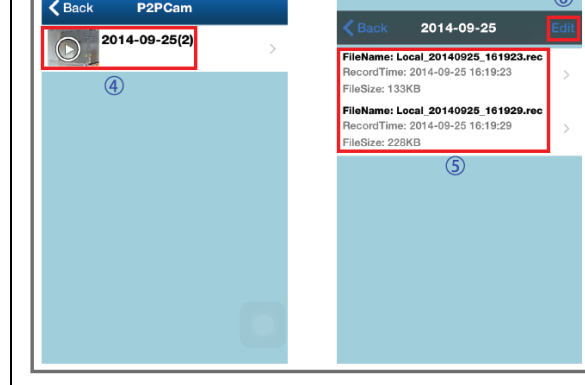 Back P2PCam
2014-09-25(2)
④
Back 2014-09-25 Edit
FileName: Local_20140925_161923.rec
RecordTime: 2014-09-25 16:19:23
FileSize: 133KB
FileName: Local_20140925_161929.rec
RecordTime: 2014-09-25 16:19:29
FileSize: 228KB
⑤